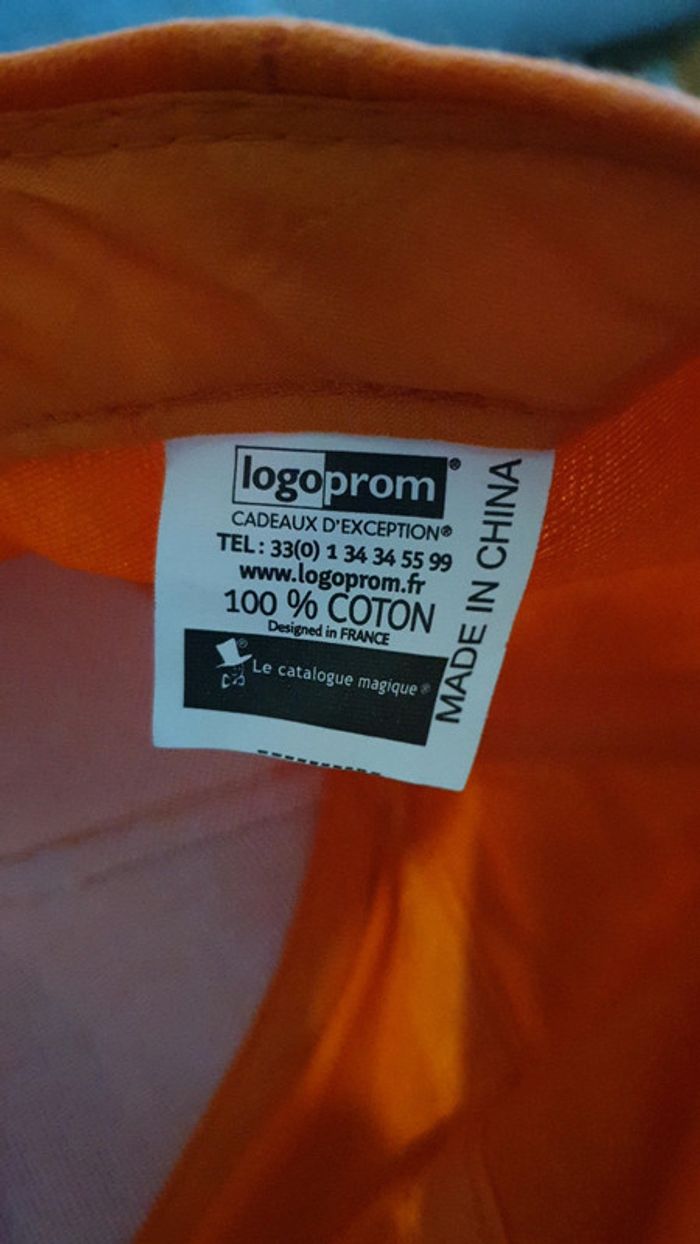 logoprom®
CADEAUX D'EXCEPTION®
TEL : 33(0) 1 34 34 55 99
www.logoprom.fr
100 % COTON
Designed in FRANCE
Le catalogue magique®
MADE IN CHINA